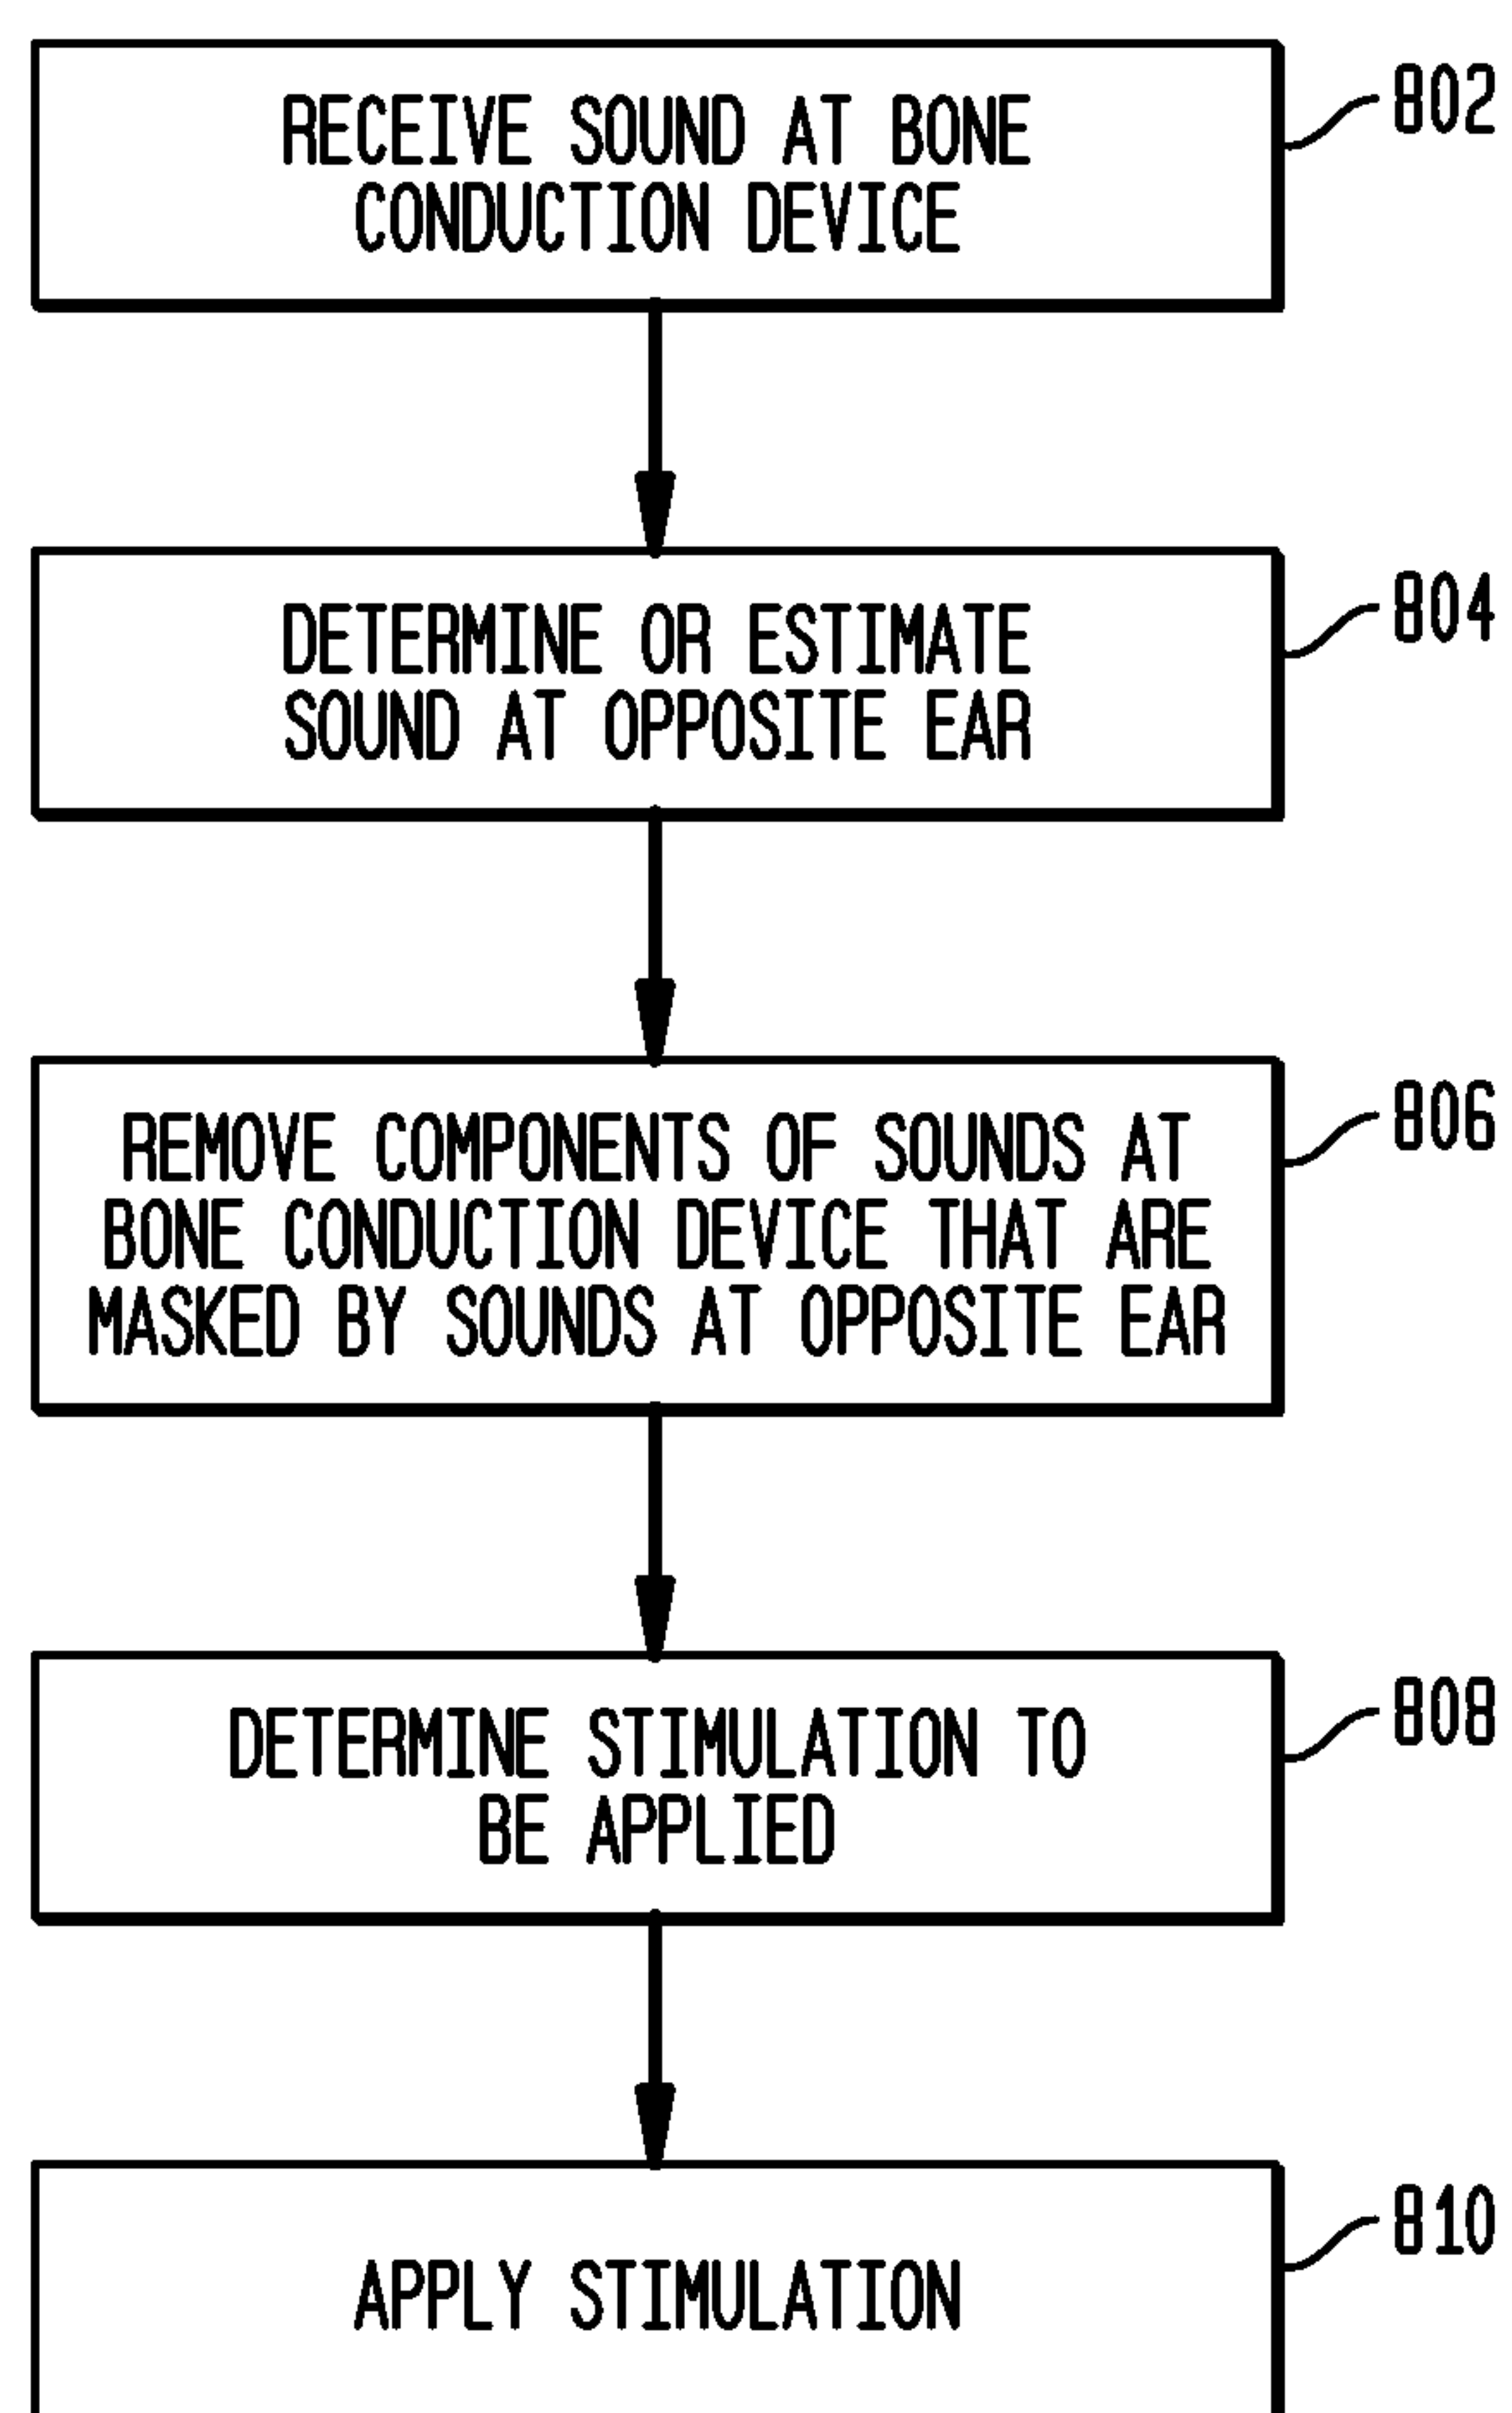 RECEIVE SOUND AT BONE
CONDUCTION DEVICE
802
DETERMINE OR ESTIMATE
SOUND AT OPPOSITE EAR
804
REMOVE COMPONENTS OF SOUNDS AT
BONE CONDUCTION DEVICE THAT ARE
MASKED BY SOUNDS AT OPPOSITE EAR
806
DETERMINE STIMULATION TO
BE APPLIED
808
APPLY STIMULATION
810